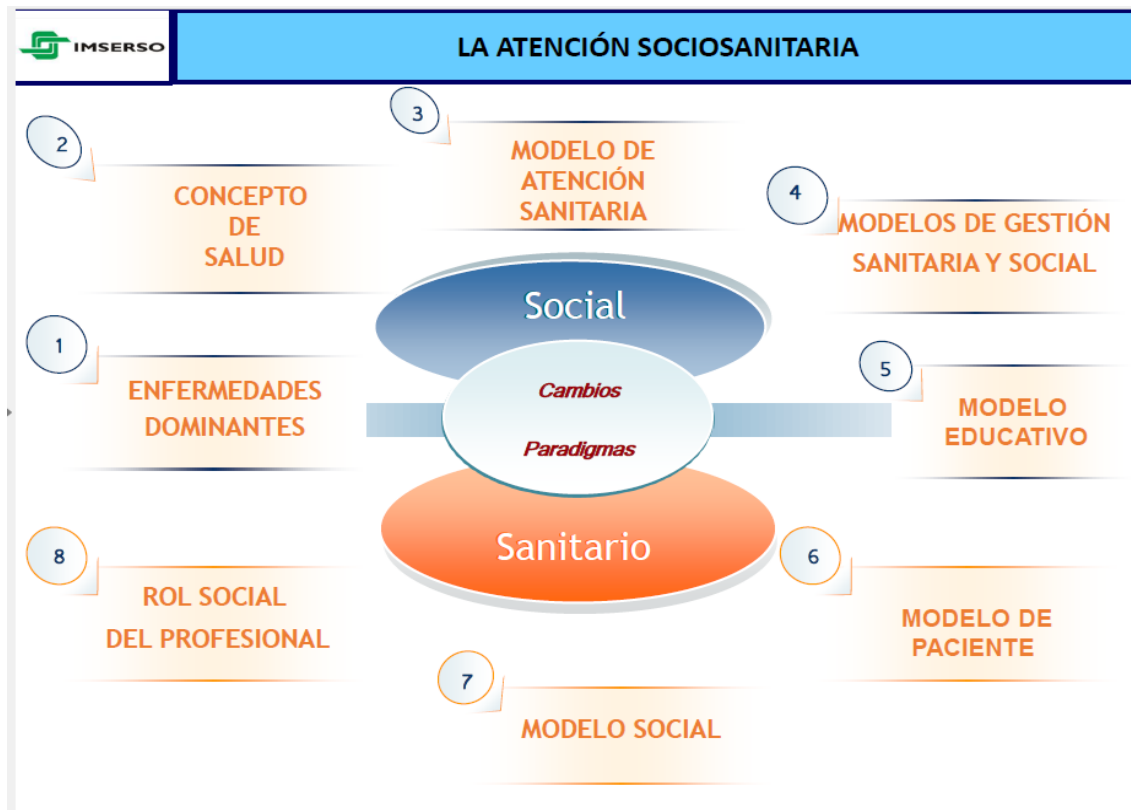 IMSERSO
LA ATENCIÓN SOCIOSANITARIA
3
MODELO DE
ATENCIÓN
SANITARIA
2
CONCEPTO
DE
SALUD
4
MODELOS DE GESTIÓN
SANITARIA Y SOCIAL
Social
1
ENFERMEDADES
DOMINANTES
Cambios
Paradigmas
5
MODELO
EDUCATIVO
Sanitario
8
ROL SOCIAL
DEL PROFESIONAL
6
MODELO DE
PACIENTE
7
MODELO SOCIAL